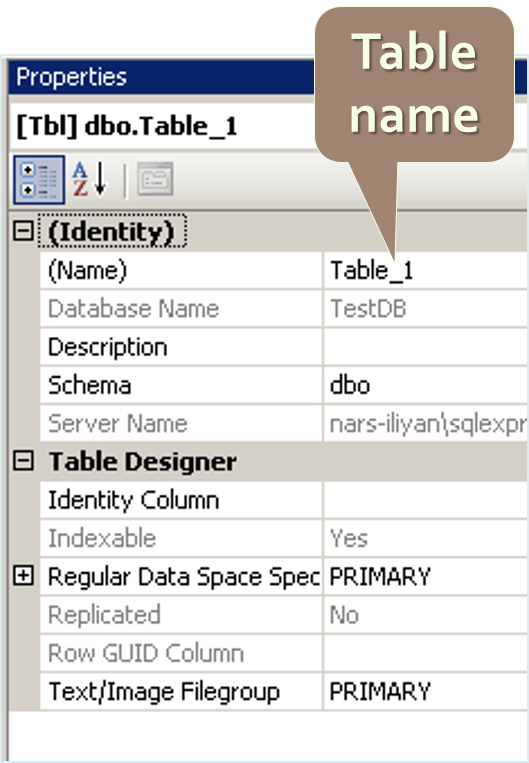 Table
name
Properties
[Tbl] dbo.Table_1
A
Z
(Identity)
(Name) Table_1
Database Name TestDB
Description
Schema dbo
Server Name nars-iliyan\sqlexpr
Table Designer
Identity Column
Indexable Yes
Regular Data Space Spec PRIMARY
Replicated No
Row GUID Column
Text/Image Filegroup PRIMARY